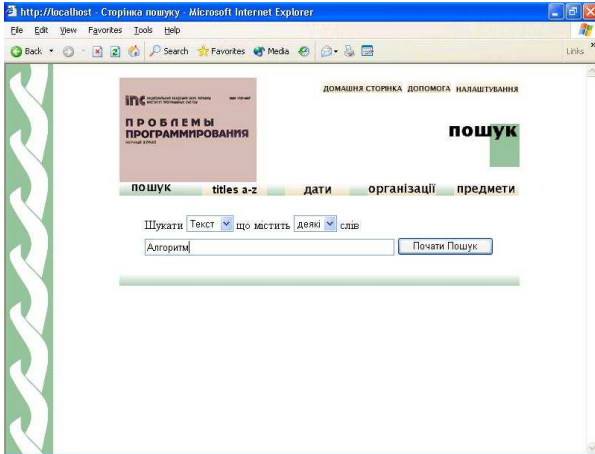 http://localhost - Сторінка пошуку - Microsoft Internet Explorer
File Edit View Favorites Tools Help
Back Search Favorites Media Links
ДОМАШНЯ СТОРІНКА ДОПОМОГА НАЛАШТУВАННЯ
ПРОБЛЕМЫ
ПРОГРАММИРОВАНИЯ
пошук
пошук titles a-z дати організації предмети
Шукати Текст що містить деякі слів
Алгоритм Почати Пошук